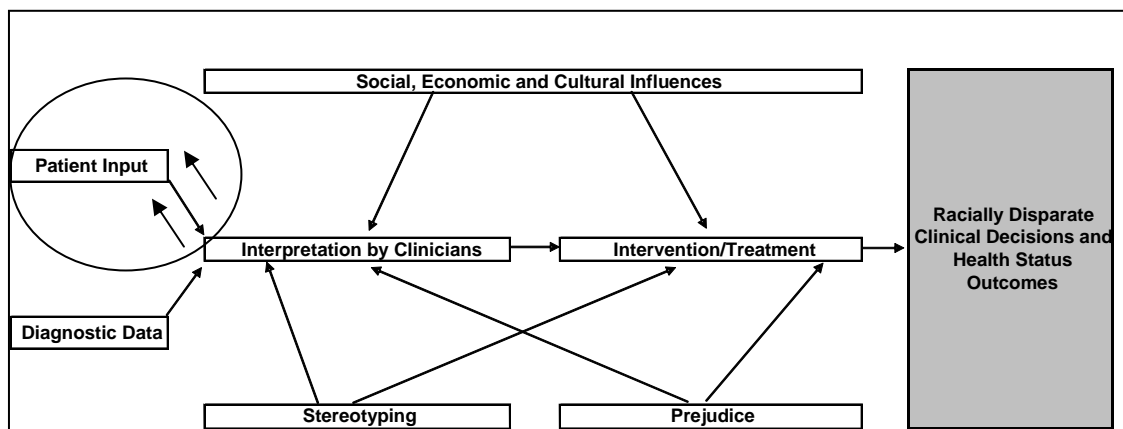 Social, Economic and Cultural Influences
Patient Input
Interpretation by Clinicians
Intervention/Treatment
Racially Disparate
Clinical Decisions and
Health Status
Outcomes
Diagnostic Data
Stereotyping
Prejudice